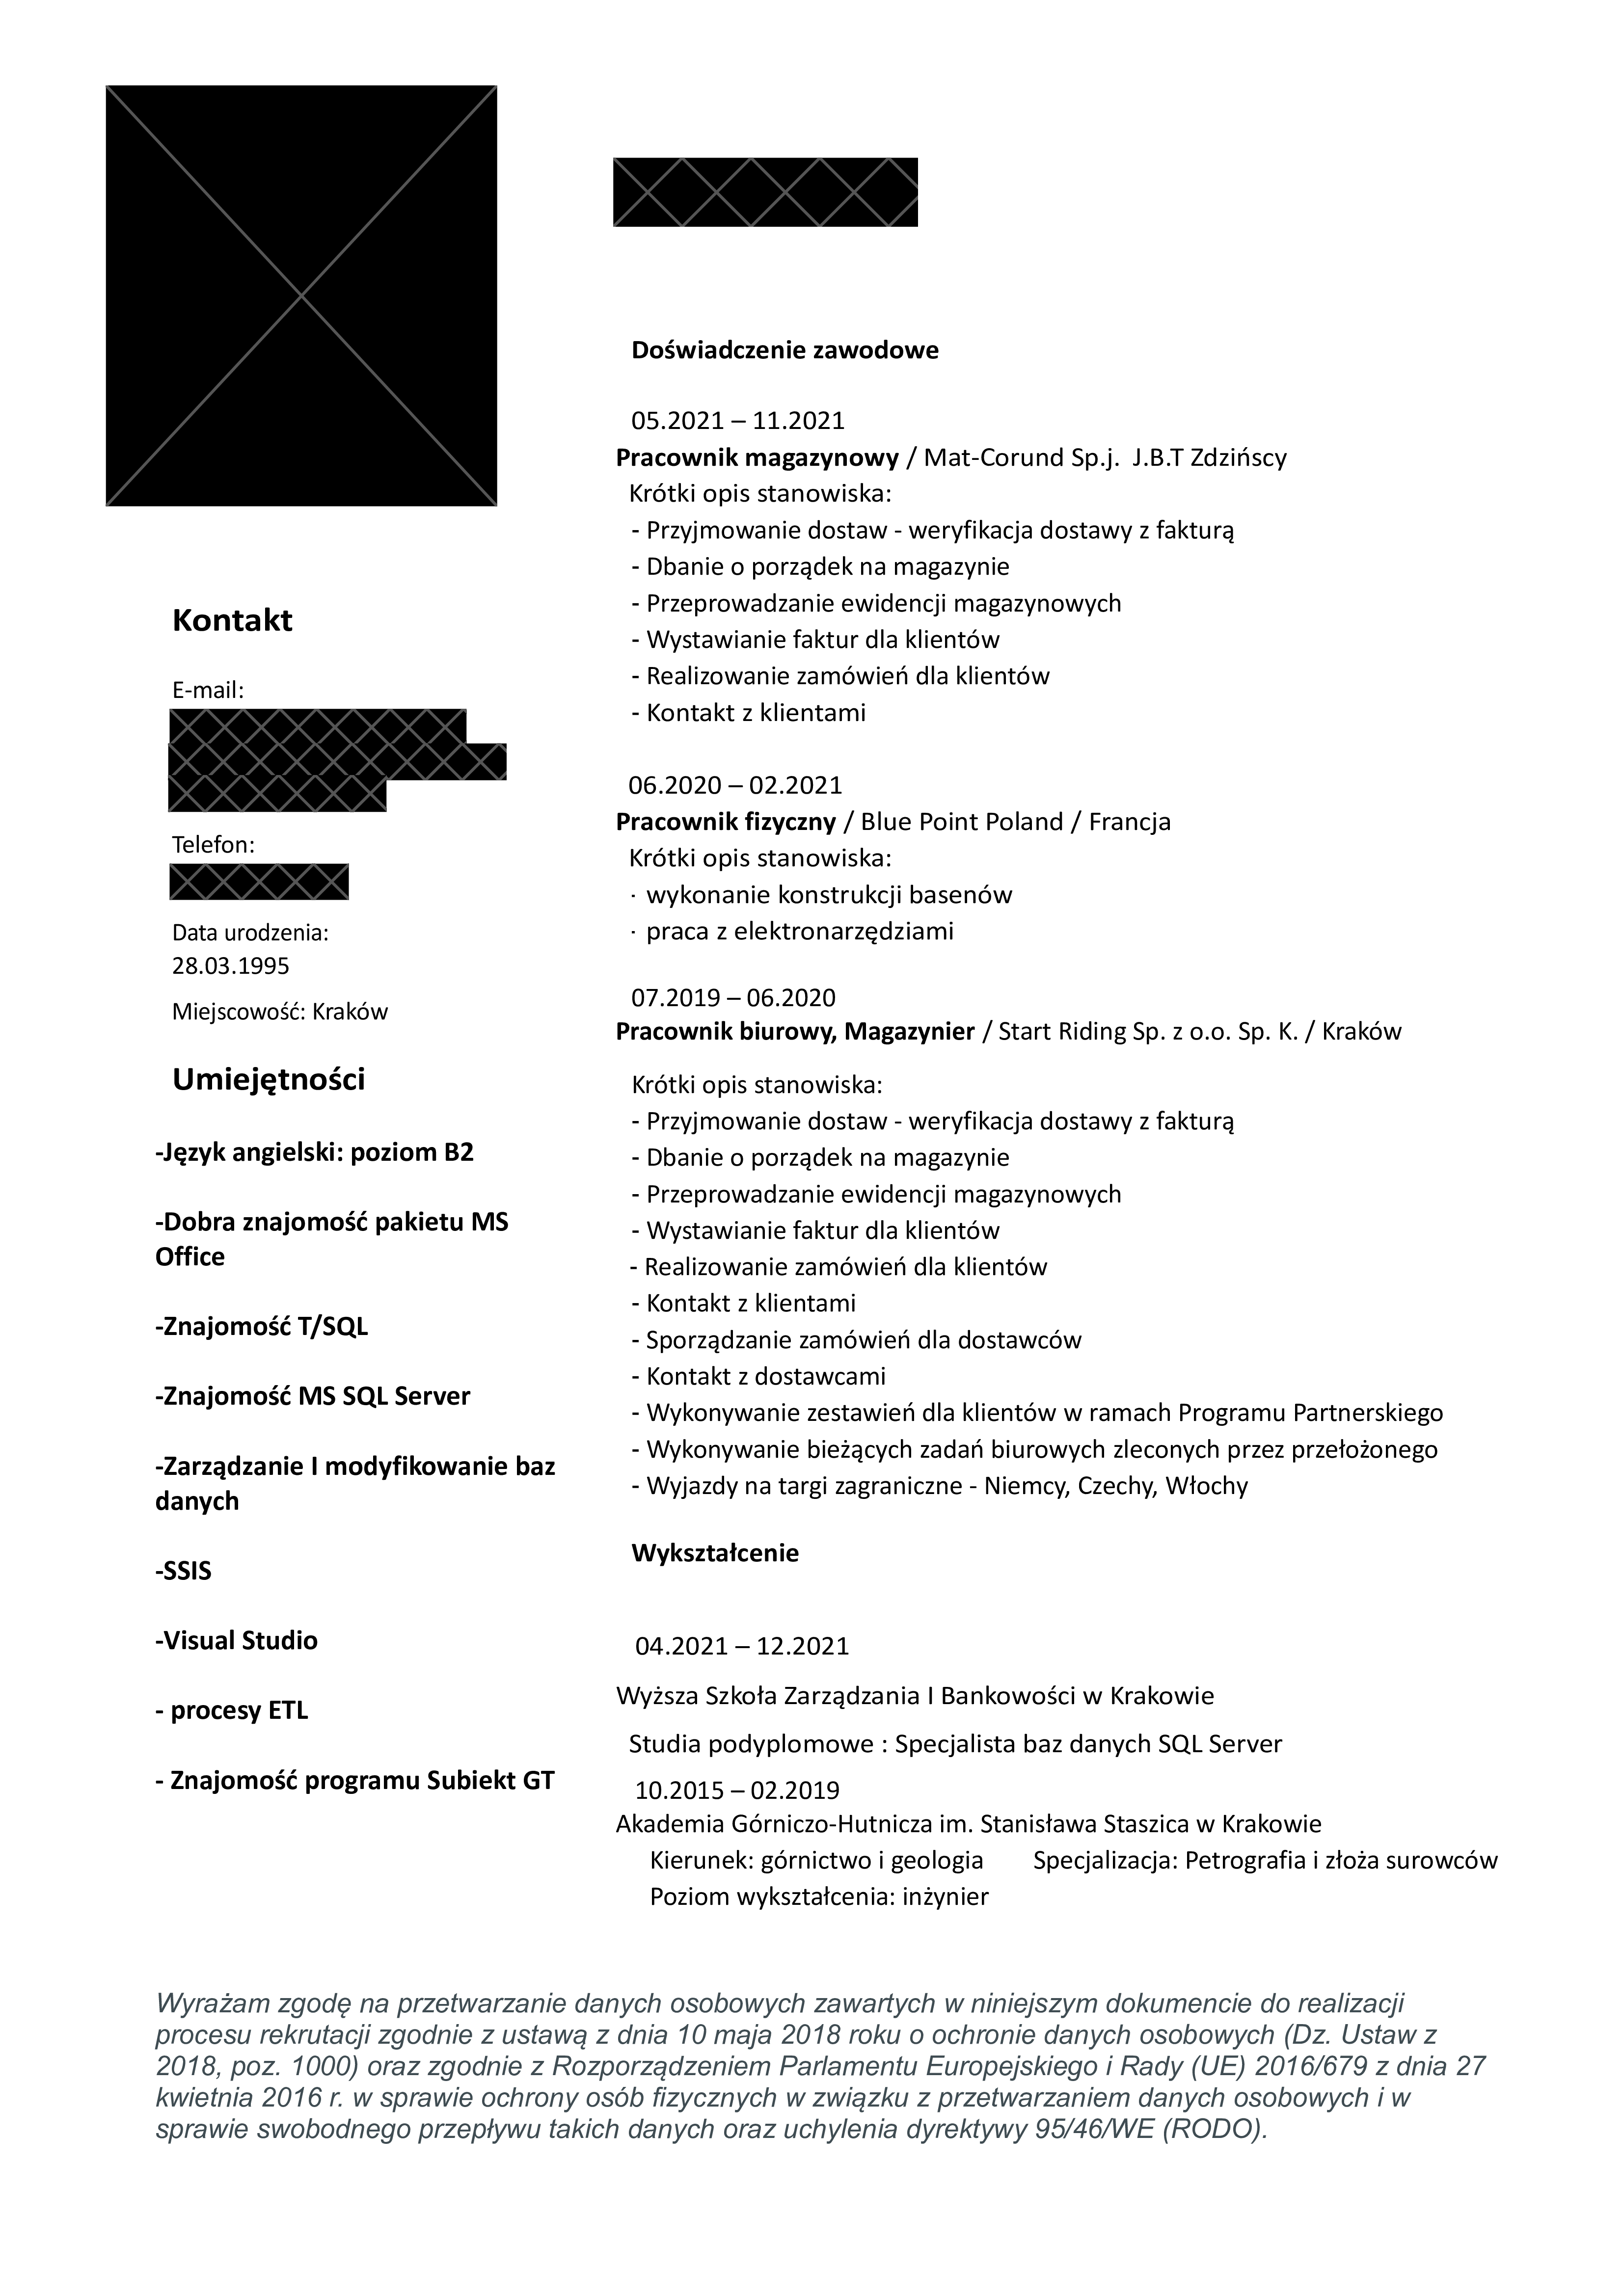 Kontakt
E-mail:
Telefon:
Data urodzenia:
28.03.1995
Miejscowość: Kraków
Umiejętności
-Język angielski: poziom B2
-Dobra znajomość pakietu MS
Office
-Znajomość T/SQL
-Znajomość MS SQL Server
-Zarządzanie I modyfikowanie baz
danych
-SSIS
-Visual Studio
- procesy ETL
- Znajomość programu Subiekt GT
Doświadczenie zawodowe
05.2021 – 11.2021
Pracownik magazynowy / Mat-Corund Sp.j.  J.B.T Zdzińscy
Krótki opis stanowiska:
- Przyjmowanie dostaw - weryfikacja dostawy z fakturą
- Dbanie o porządek na magazynie
- Przeprowadzanie ewidencji magazynowych
- Wystawianie faktur dla klientów
- Realizowanie zamówień dla klientów
- Kontakt z klientami
06.2020 – 02.2021
Pracownik fizyczny / Blue Point Poland / Francja
Krótki opis stanowiska:
· wykonanie konstrukcji basenów
· praca z elektronarzędziami
07.2019 – 06.2020
Pracownik biurowy, Magazynier / Start Riding Sp. z o.o. Sp. K. / Kraków
Krótki opis stanowiska:
- Przyjmowanie dostaw - weryfikacja dostawy z fakturą
- Dbanie o porządek na magazynie
- Przeprowadzanie ewidencji magazynowych
- Wystawianie faktur dla klientów
- Realizowanie zamówień dla klientów
- Kontakt z klientami
- Sporządzanie zamówień dla dostawców
- Kontakt z dostawcami
- Wykonywanie zestawień dla klientów w ramach Programu Partnerskiego
- Wykonywanie bieżących zadań biurowych zleconych przez przełożonego
- Wyjazdy na targi zagraniczne - Niemcy, Czechy, Włochy
Wykształcenie
04.2021 – 12.2021
Wyższa Szkoła Zarządzania I Bankowości w Krakowie
Studia podyplomowe : Specjalista baz danych SQL Server
10.2015 – 02.2019
Akademia Górniczo-Hutnicza im. Stanisława Staszica w Krakowie
Kierunek: górnictwo i geologia Specjalizacja: Petrografia i złoża surowców
Poziom wykształcenia: inżynier
Wyrażam zgodę na przetwarzanie danych osobowych zawartych w niniejszym dokumencie do realizacji
procesu rekrutacji zgodnie z ustawą z dnia 10 maja 2018 roku o ochronie danych osobowych (Dz. Ustaw z
2018, poz. 1000) oraz zgodnie z Rozporządzeniem Parlamentu Europejskiego i Rady (UE) 2016/679 z dnia 27
kwietnia 2016 r. w sprawie ochrony osób fizycznych w związku z przetwarzaniem danych osobowych i w
sprawie swobodnego przepływu takich danych oraz uchylenia dyrektywy 95/46/WE (RODO).